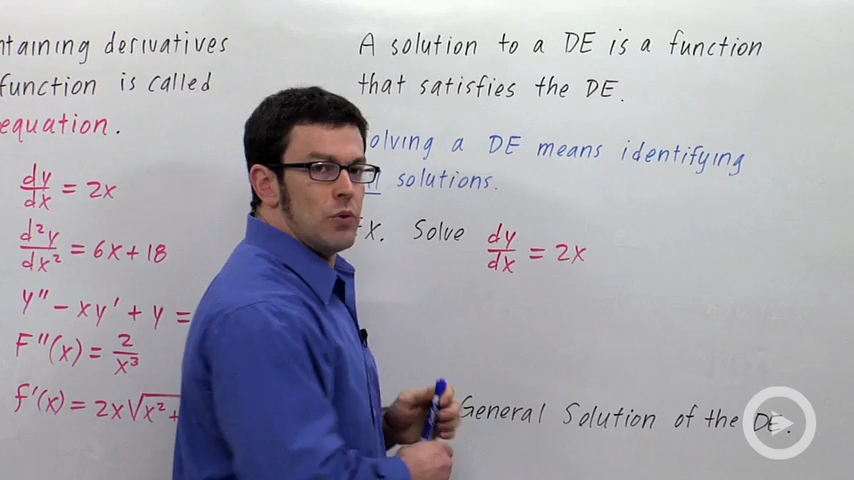 ntaining derivatives
function is called
equation.
dy/dx = 2x
d²y/dx² = 6x + 18
y'' - xy' + y =
F''(x) = 2/x³
f'(x) = 2x√x² +
A solution to a DE is a function
that satisfies the DE.
olving a DE means identifying
solutions.
EX. Solve dy/dx = 2x
General Solution of the DE.